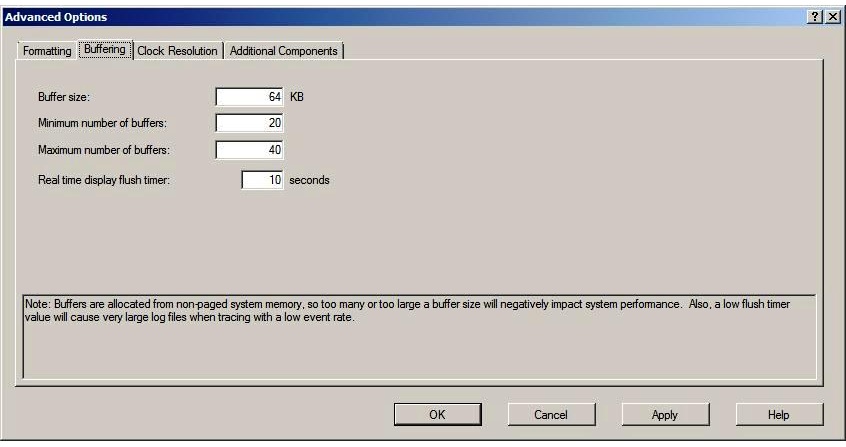 Advanced Options
Formatting Buffering Clock Resolution Additional Components
Buffer size: 64 KB
Minimum number of buffers: 20
Maximum number of buffers: 40
Real time display flush timer: 10 seconds
Note: Buffers are allocated from non-paged system memory, so too many or too large a buffer size will negatively impact system performance. Also, a low flush timer
value will cause very large log files when tracing with a low event rate.
OK Cancel Apply Help